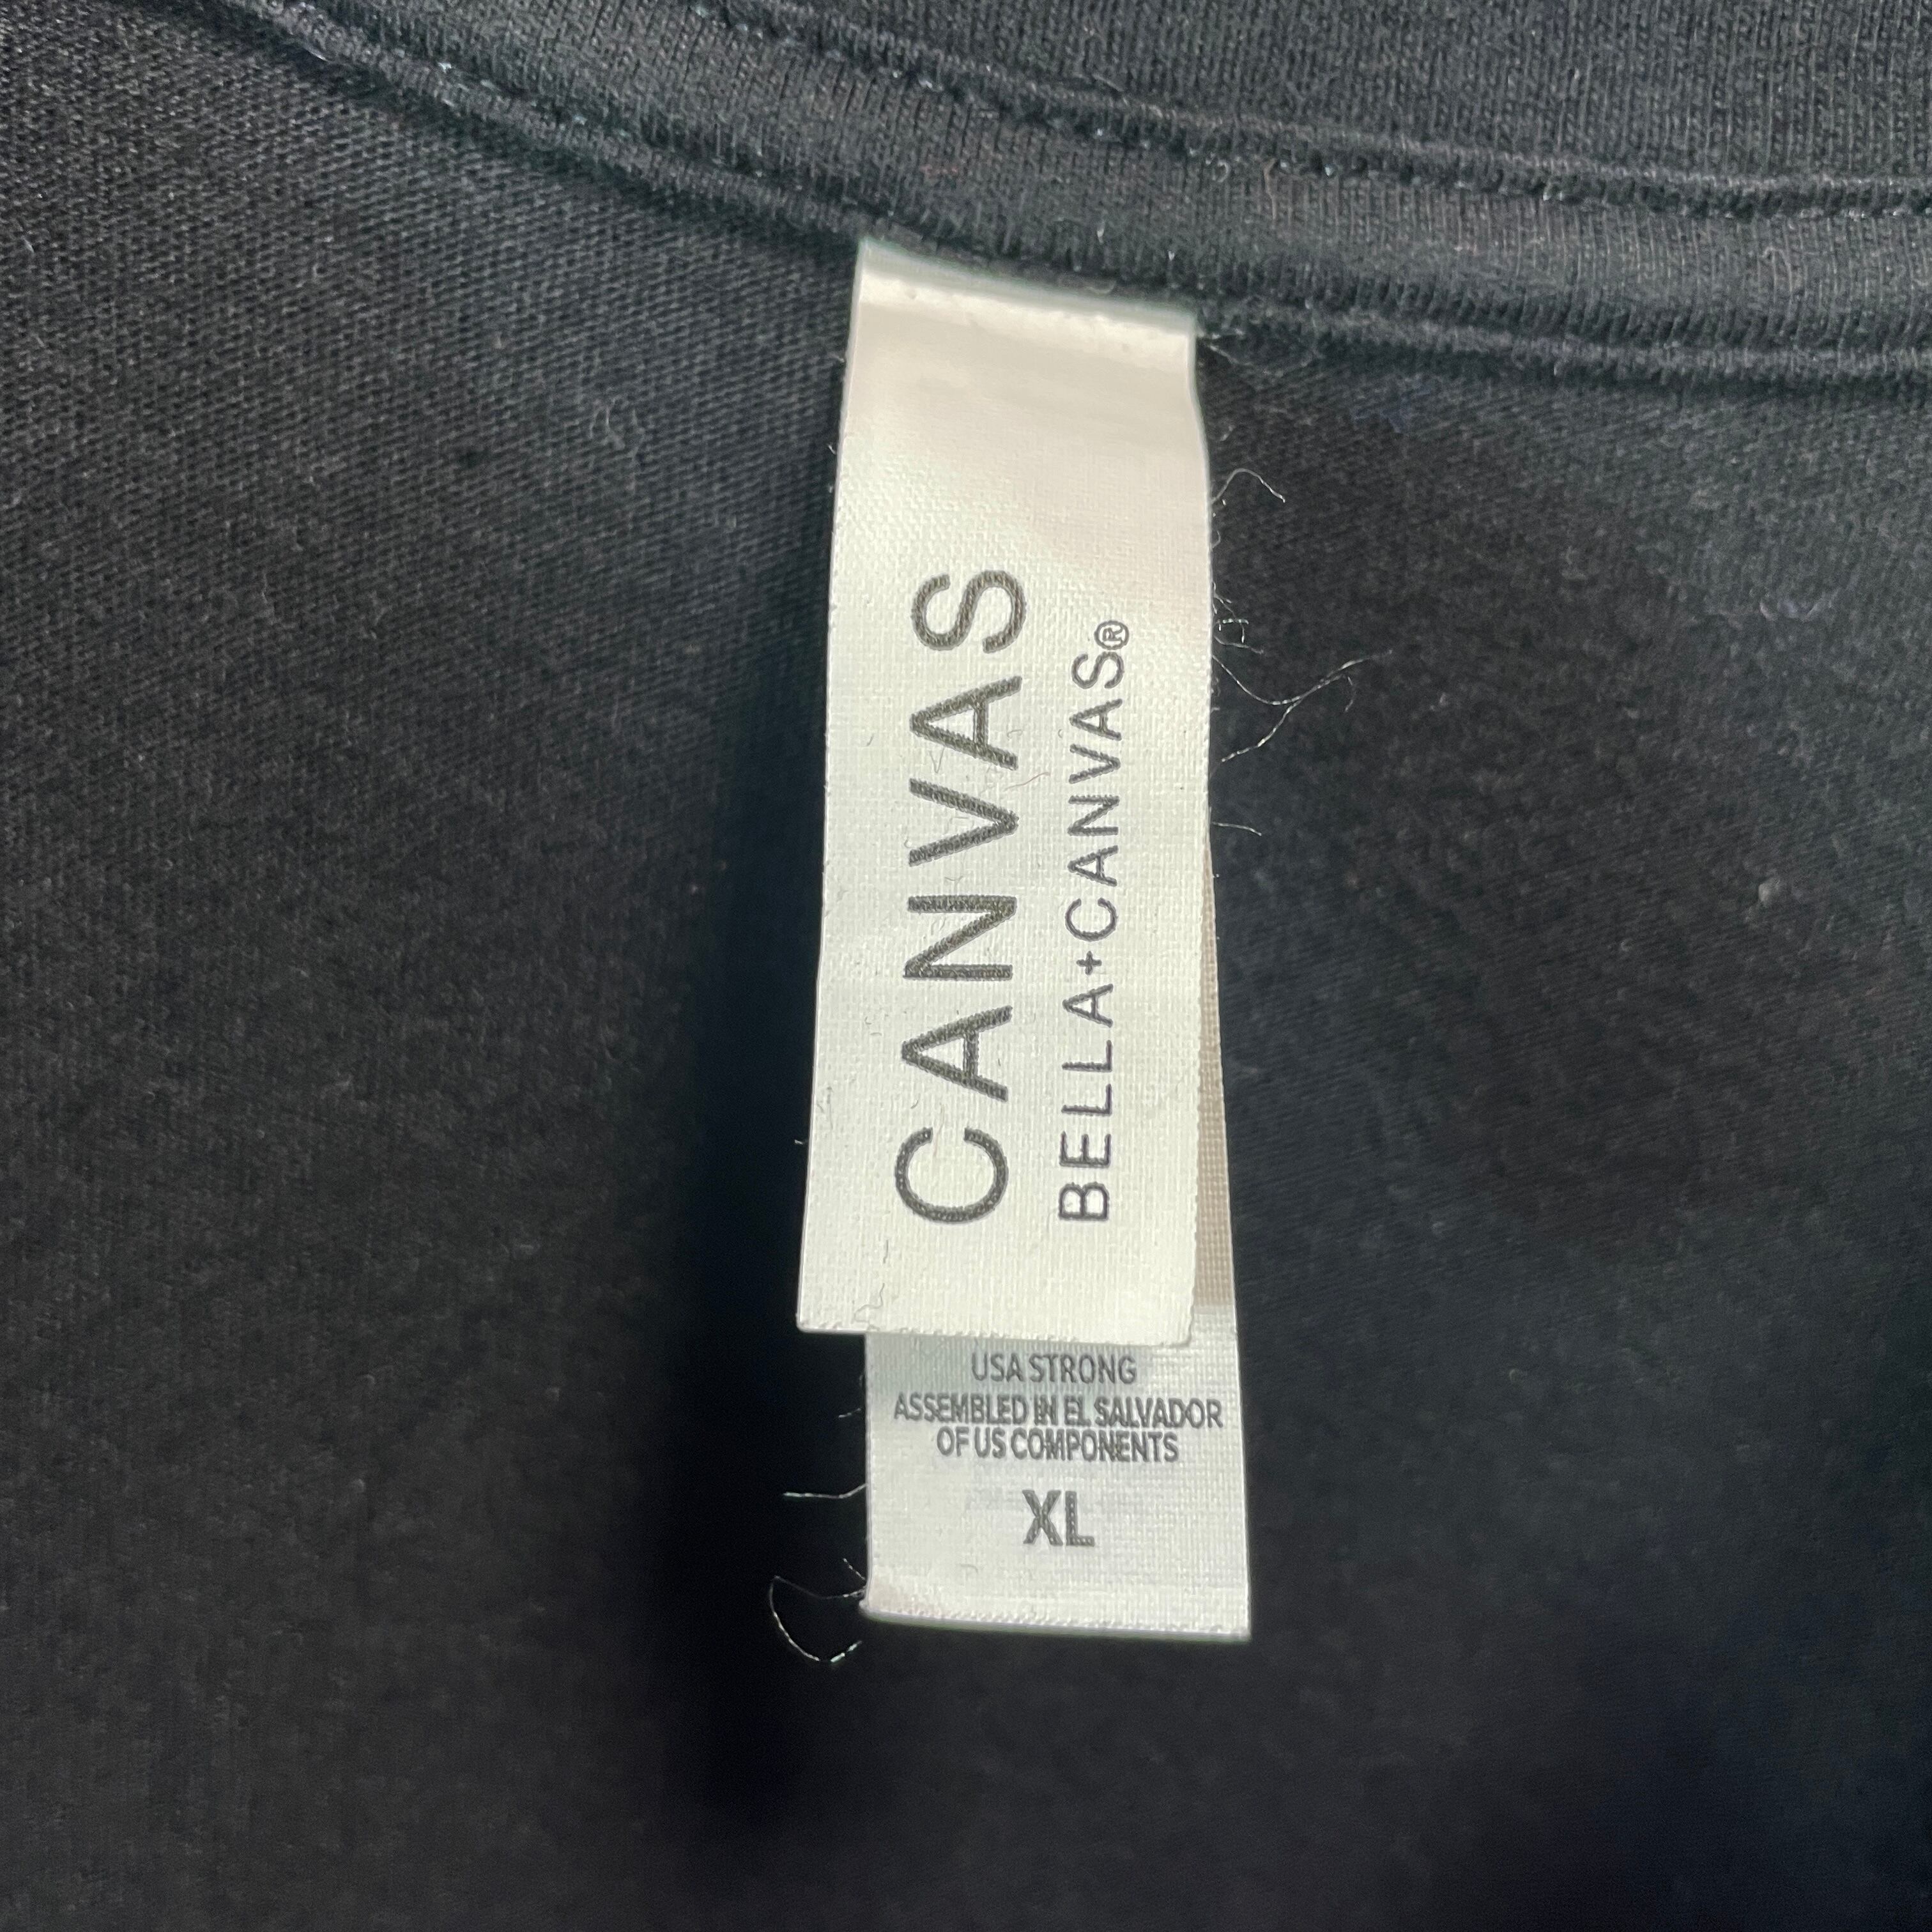 CANVAS
BELLA+CANVAS®
USA STRONG
ASSEMBLED IN EL SALVADOR
OF US COMPONENTS
XL